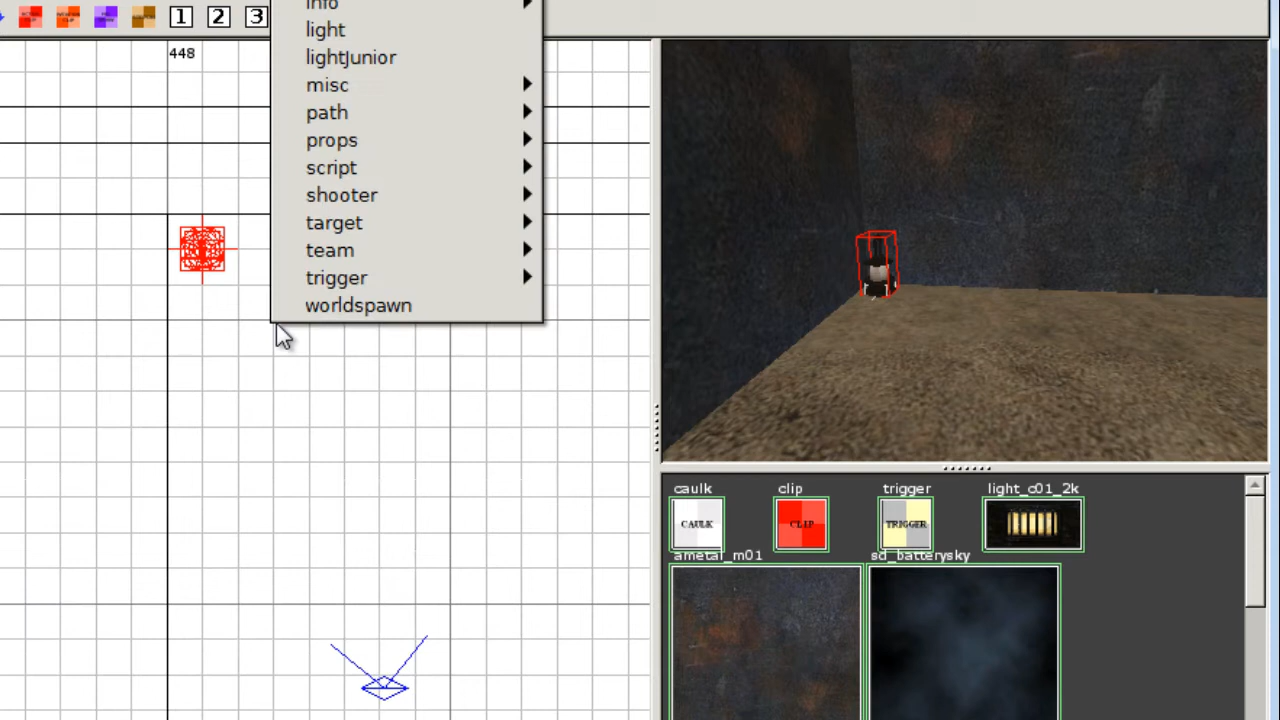 1 2 3
info
448
light
lightJunior
misc
path
props
script
shooter
target
team
trigger
worldspawn
caulk clip trigger light_c01_2k
CAULK CLIP TRIGGER
ametal_m01 sd_batterysky